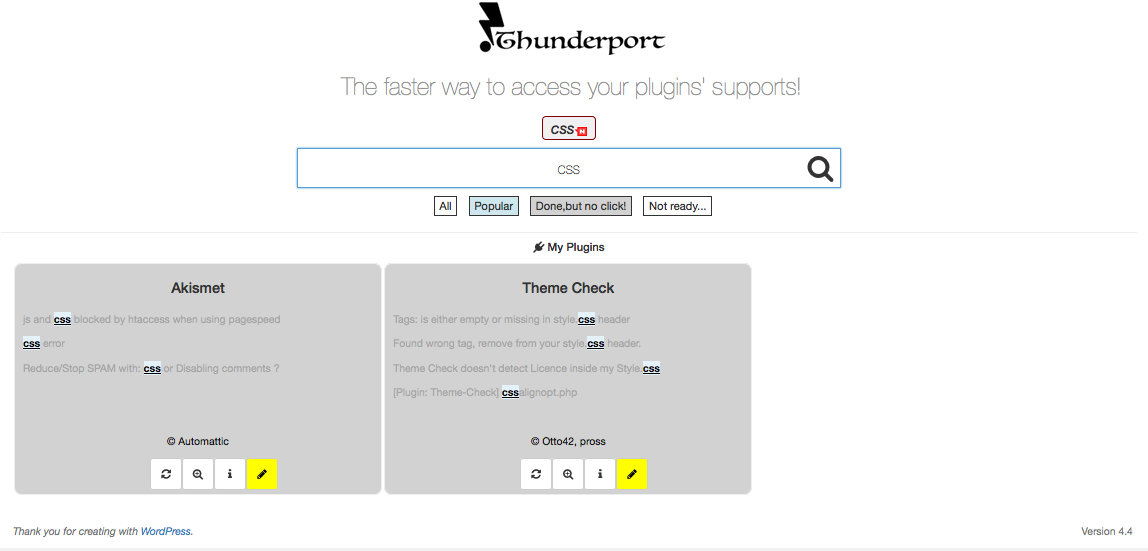 Thunderport
The faster way to access your plugins' supports!
CSS H
CSS
All Popular Done,but no click! Not ready...
My Plugins
Akismet
js and css blocked by htaccess when using pagespeed
css error
Reduce/Stop SPAM with: css or Disabling comments ?
© Automattic
Theme Check
Tags: is either empty or missing in style.css header
Found wrong tag, remove from your style.css header.
Theme Check doesn't detect Licence inside my Style.css
[Plugin: Theme-Check] cssalignopt.php
© Otto42, pross
Thank you for creating with WordPress.
Version 4.4